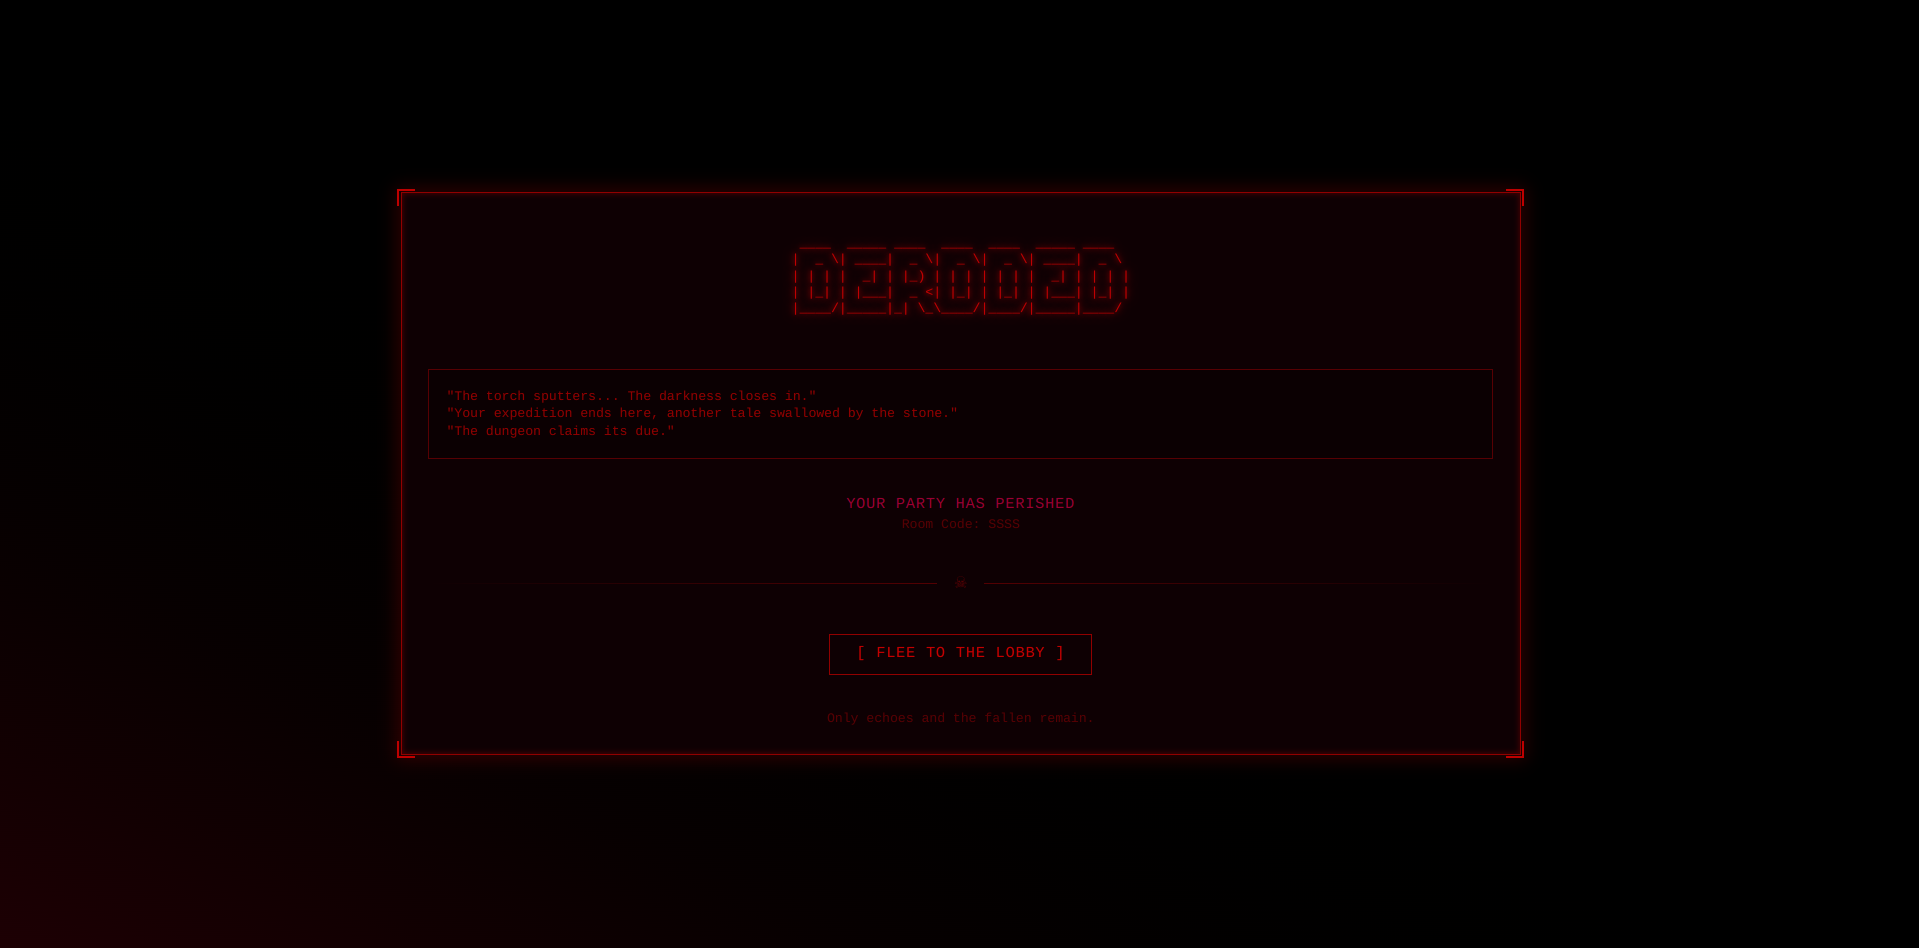 DERDDED
"The torch sputters... The darkness closes in."
"Your expedition ends here, another tale swallowed by the stone."
"The dungeon claims its due."
YOUR PARTY HAS PERISHED
Room Code: SSSS
[ FLEE TO THE LOBBY ]
Only echoes and the fallen remain.